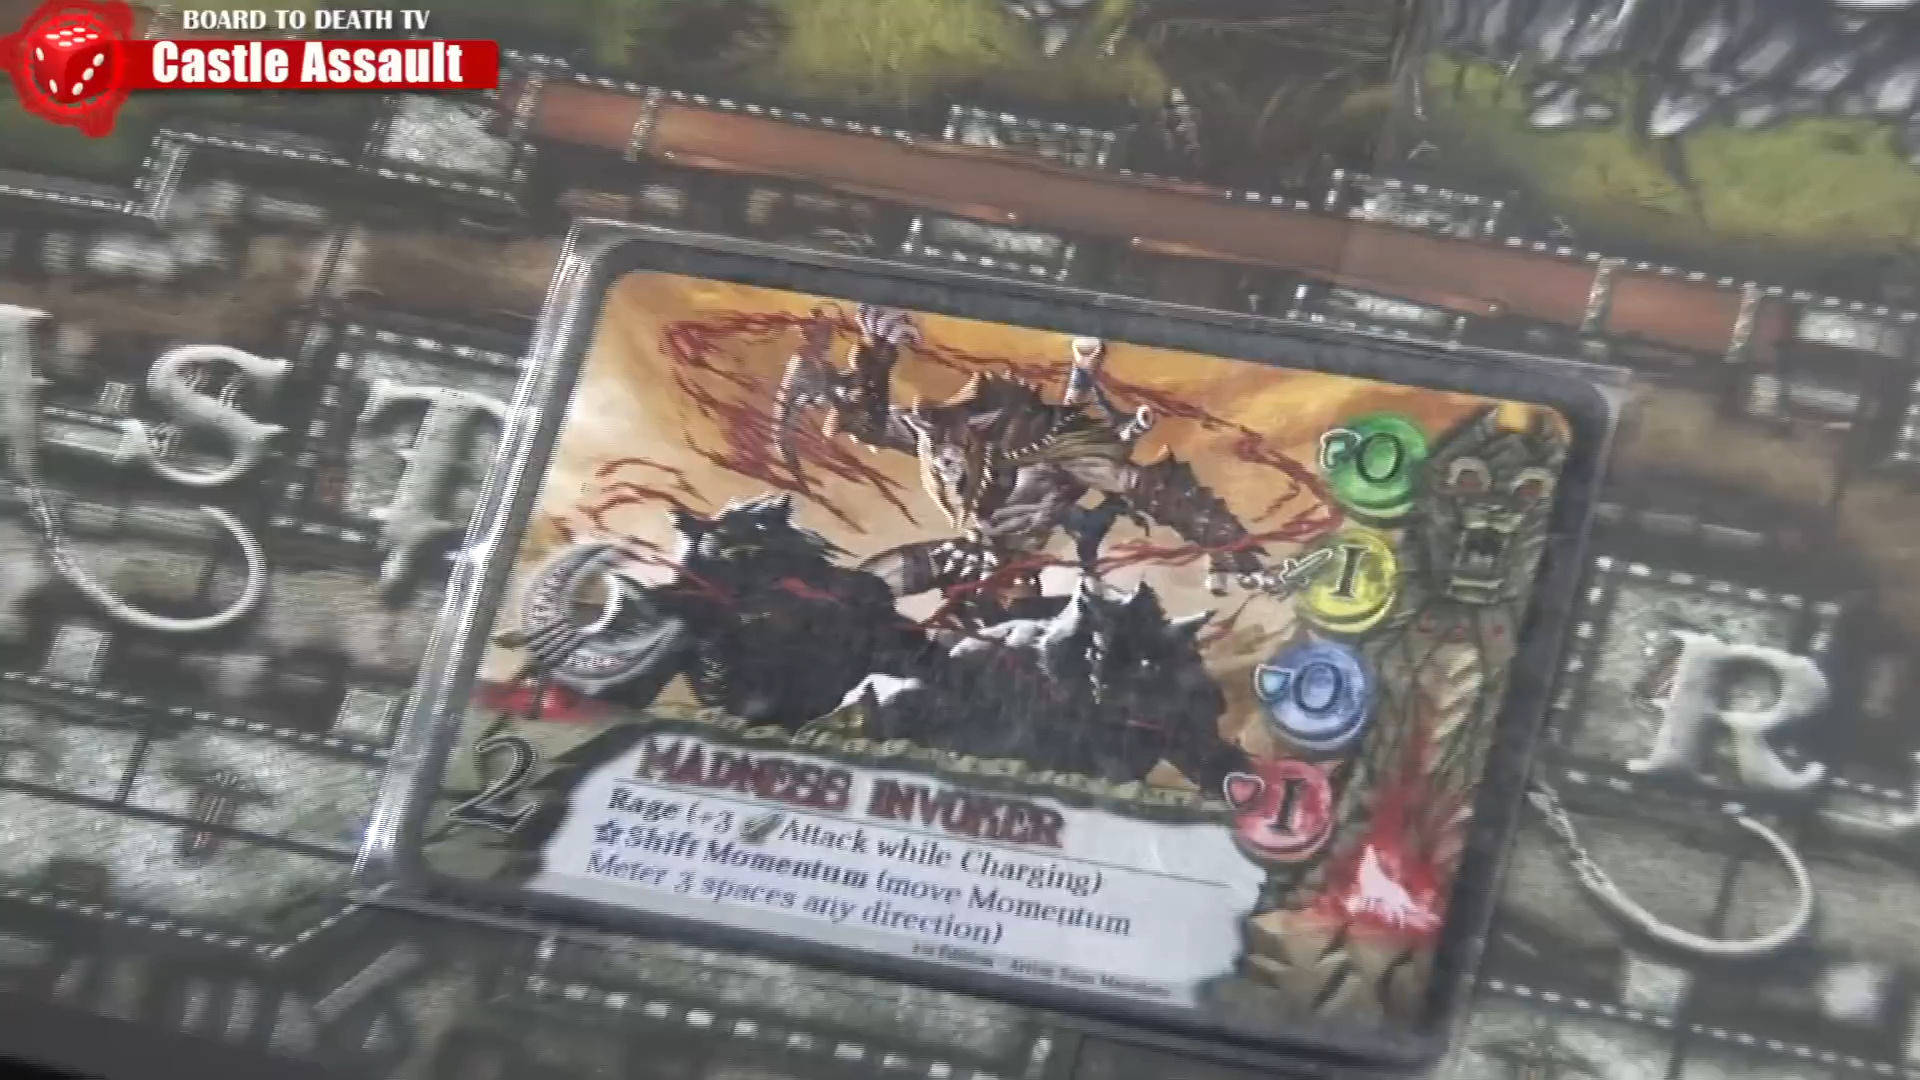 BOARD TO DEATH TV
Castle Assault
S T
R
0
1
0
1
2
MADNESS INVOKER
Rage (+3 Attack while Charging)
Shift Momentum (move Momentum
Meter 3 spaces any direction)